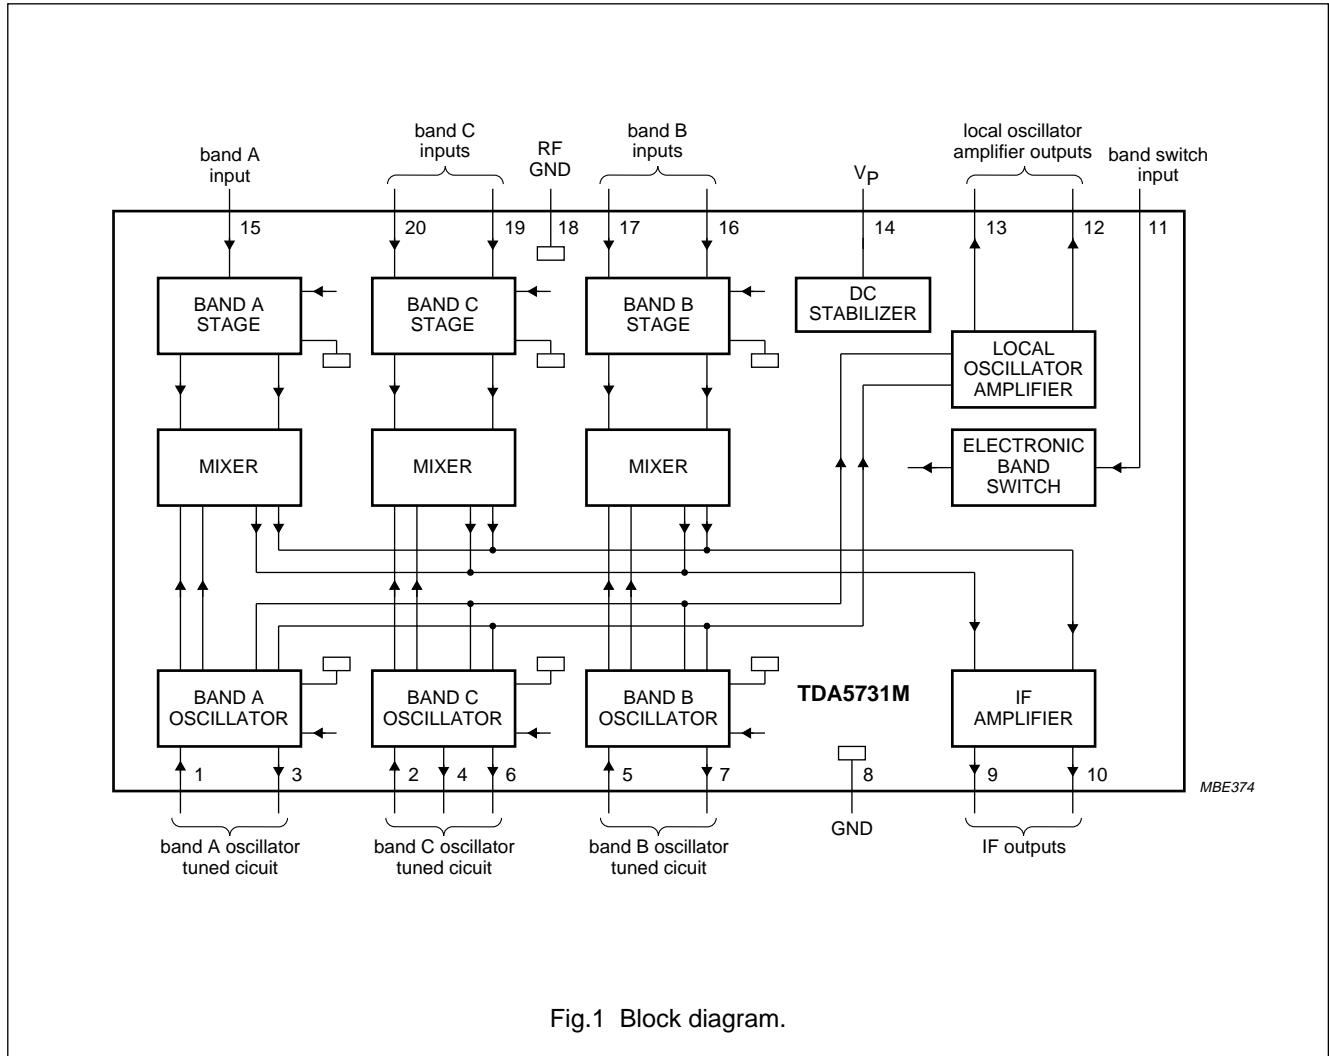 band A
input
band C
inputs
RF
GND
band B
inputs
VP
local oscillator
amplifier outputs
band switch
input
15
20
19
18
17
16
14
13
12
11
BAND A
STAGE
BAND C
STAGE
BAND B
STAGE
DC
STABILIZER
LOCAL
OSCILLATOR
AMPLIFIER
MIXER
MIXER
MIXER
ELECTRONIC
BAND
SWITCH
BAND A
OSCILLATOR
BAND C
OSCILLATOR
BAND B
OSCILLATOR
TDA5731M
IF
AMPLIFIER
1
3
2
4
6
5
7
8
9
10
MBE374
band A oscillator
tuned cicuit
band C oscillator
tuned cicuit
band B oscillator
tuned cicuit
GND
IF outputs
Fig.1 Block diagram.